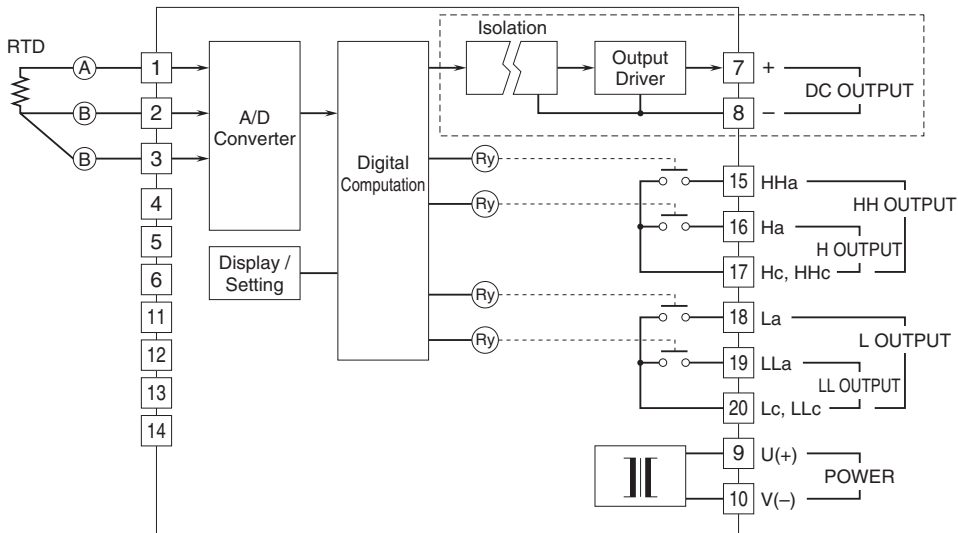 RTD
A
B
B
1
2
3
4
5
6
11
12
13
14
A/D
Converter
Display /
Setting
Digital
Computation
Isolation
Output
Driver
7 +
8 –
DC OUTPUT
Ry
Ry
Ry
Ry
15 HHa
16 Ha
17 Hc, HHc
HH OUTPUT
H OUTPUT
18 La
19 LLa
20 Lc, LLc
L OUTPUT
LL OUTPUT
9 U(+)
10 V(–)
POWER